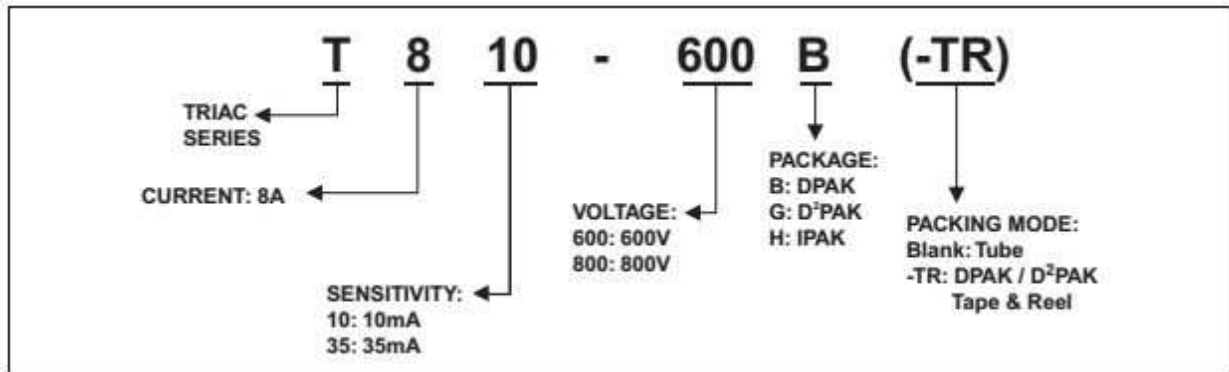 T 8 10 - 600 B (-TR)
TRIAC
SERIES
CURRENT: 8A
SENSITIVITY:
10: 10mA
35: 35mA
VOLTAGE:
600: 600V
800: 800V
PACKAGE:
B: DPAK
G: D²PAK
H: IPAK
PACKING MODE:
Blank: Tube
-TR: DPAK / D²PAK
Tape & Reel